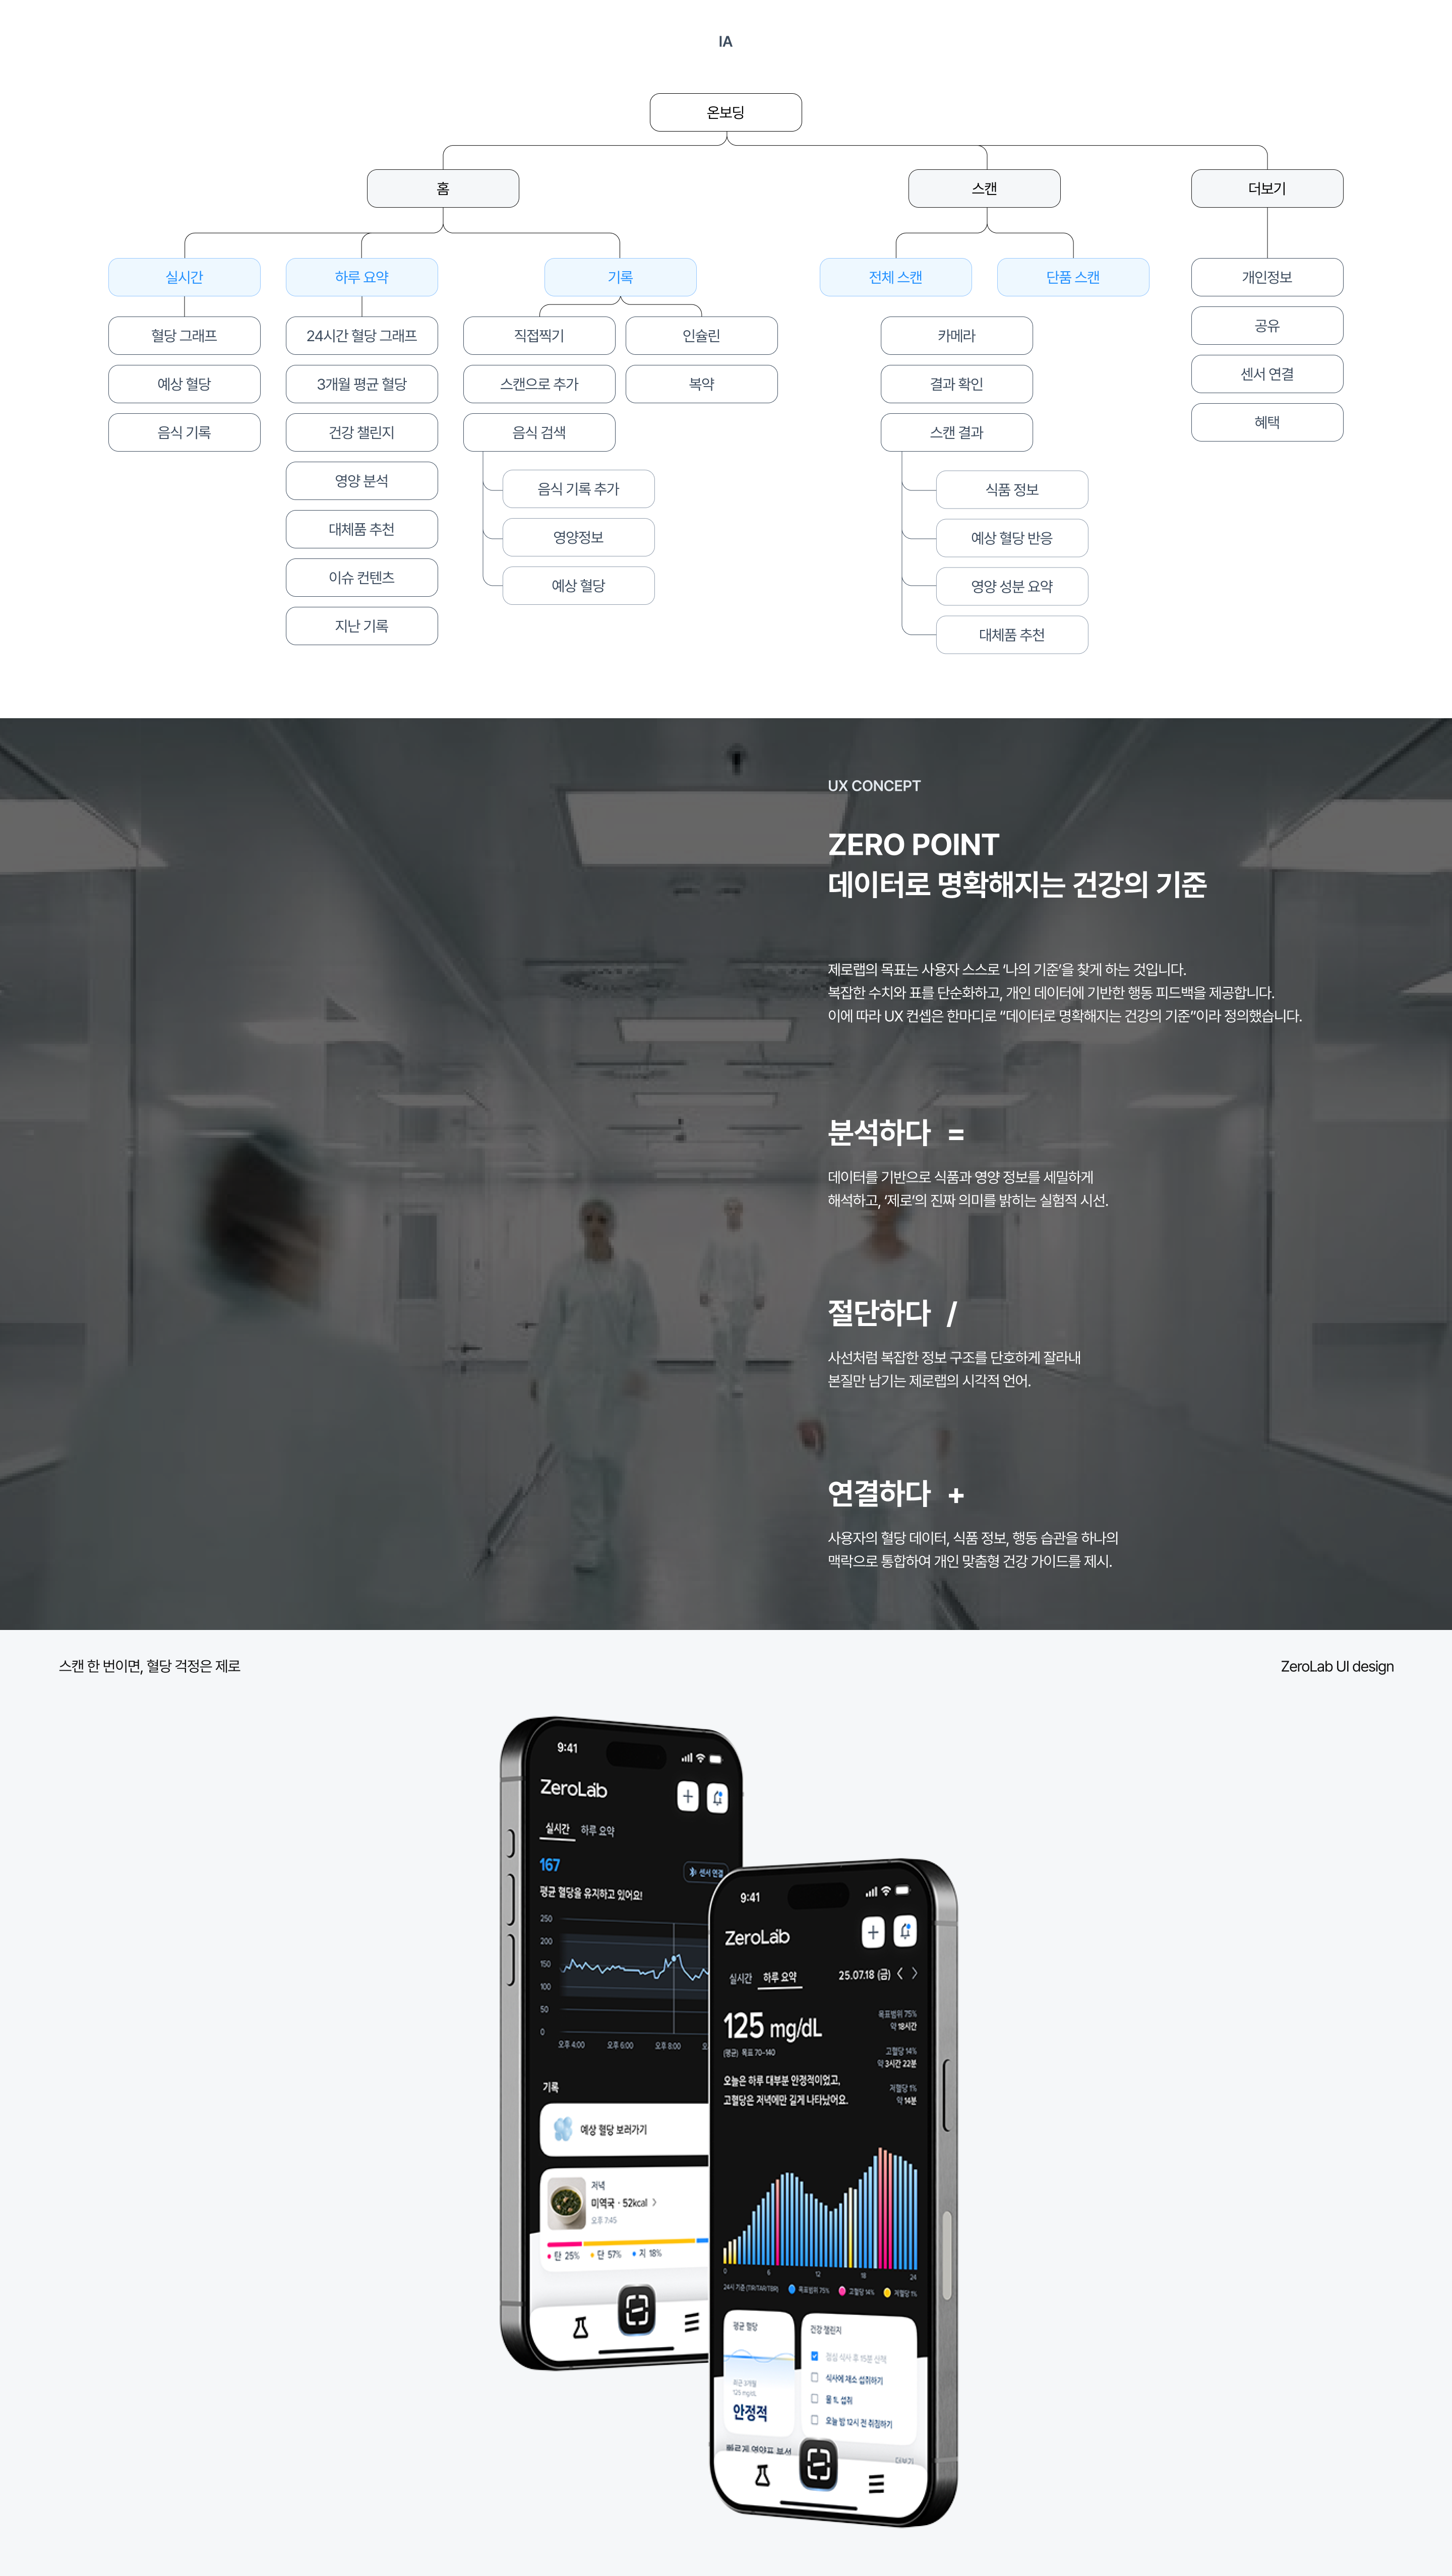 IA
온보딩
홈
스캔
더보기
실시간
하루 요약
기록
전체 스캔
단품 스캔
개인정보
혈당 그래프
24시간 혈당 그래프
직접찍기
인슐린
카메라
공유
예상 혈당
3개월 평균 혈당
스캔으로 추가
복약
결과 확인
센서 연결
음식 기록
건강 챌린지
음식 검색
스캔 결과
혜택
영양 분석
음식 기록 추가
식품 정보
대체품 추천
영양정보
예상 혈당 반응
이슈 컨텐츠
예상 혈당
영양 성분 요약
지난 기록
대체품 추천
UX CONCEPT
ZERO POINT
데이터로 명확해지는 건강의 기준
제로랩의 목표는 사용자 스스로 ‘나의 기준’을 찾게 하는 것입니다.
복잡한 수치와 표를 단순화하고, 개인 데이터에 기반한 행동 피드백을 제공합니다.
이에 따라 UX 컨셉은 한마디로 “데이터로 명확해지는 건강의 기준”이라 정의했습니다.
분석하다 =
데이터를 기반으로 식품과 영양 정보를 세밀하게
해석하고, ‘제로’의 진짜 의미를 밝히는 실험적 시선.
절단하다 /
사선처럼 복잡한 정보 구조를 단호하게 잘라내
본질만 남기는 제로랩의 시각적 언어.
연결하다 +
사용자의 혈당 데이터, 식품 정보, 행동 습관을 하나의
맥락으로 통합하여 개인 맞춤형 건강 가이드를 제시.
스캔 한 번이면, 혈당 걱정은 제로
ZeroLab UI design
9:41
ZeroLab
실시간 하루 요약
167
센서 연결
평균 혈당을 유지하고 있어요!
250
200
150
100
50
0
오후 4:00 오후 6:00 오후 8:00
기록
예상 혈당 보러가기
저녁
미역국 · 52kcal
오후 7:45
탄 25% 단 57% 지 18%
9:41
ZeroLab
실시간 하루 요약 25.07.18 (금)
125 mg/dL
(평균) 목표 70~140
목표범위 75%
약 18시간
고혈당 14%
약 3시간 22분
저혈당 1%
약 14분
오늘은 하루 대부분 안정적이었고,
고혈당은 저녁에만 길게 나타났어요.
0 6 12 18 24
24시 기준 (TIR/TAR/TBR) 목표범위 75% 고혈당 14% 저혈당 1%
평균 혈당
최근 3개월
125 mg/dL
안정적
건강 챌린지
점심 식사 후 15분 산책
식사에 채소 섭취하기
물 1L 섭취
오늘 밤 12시 전 취침하기
더보기